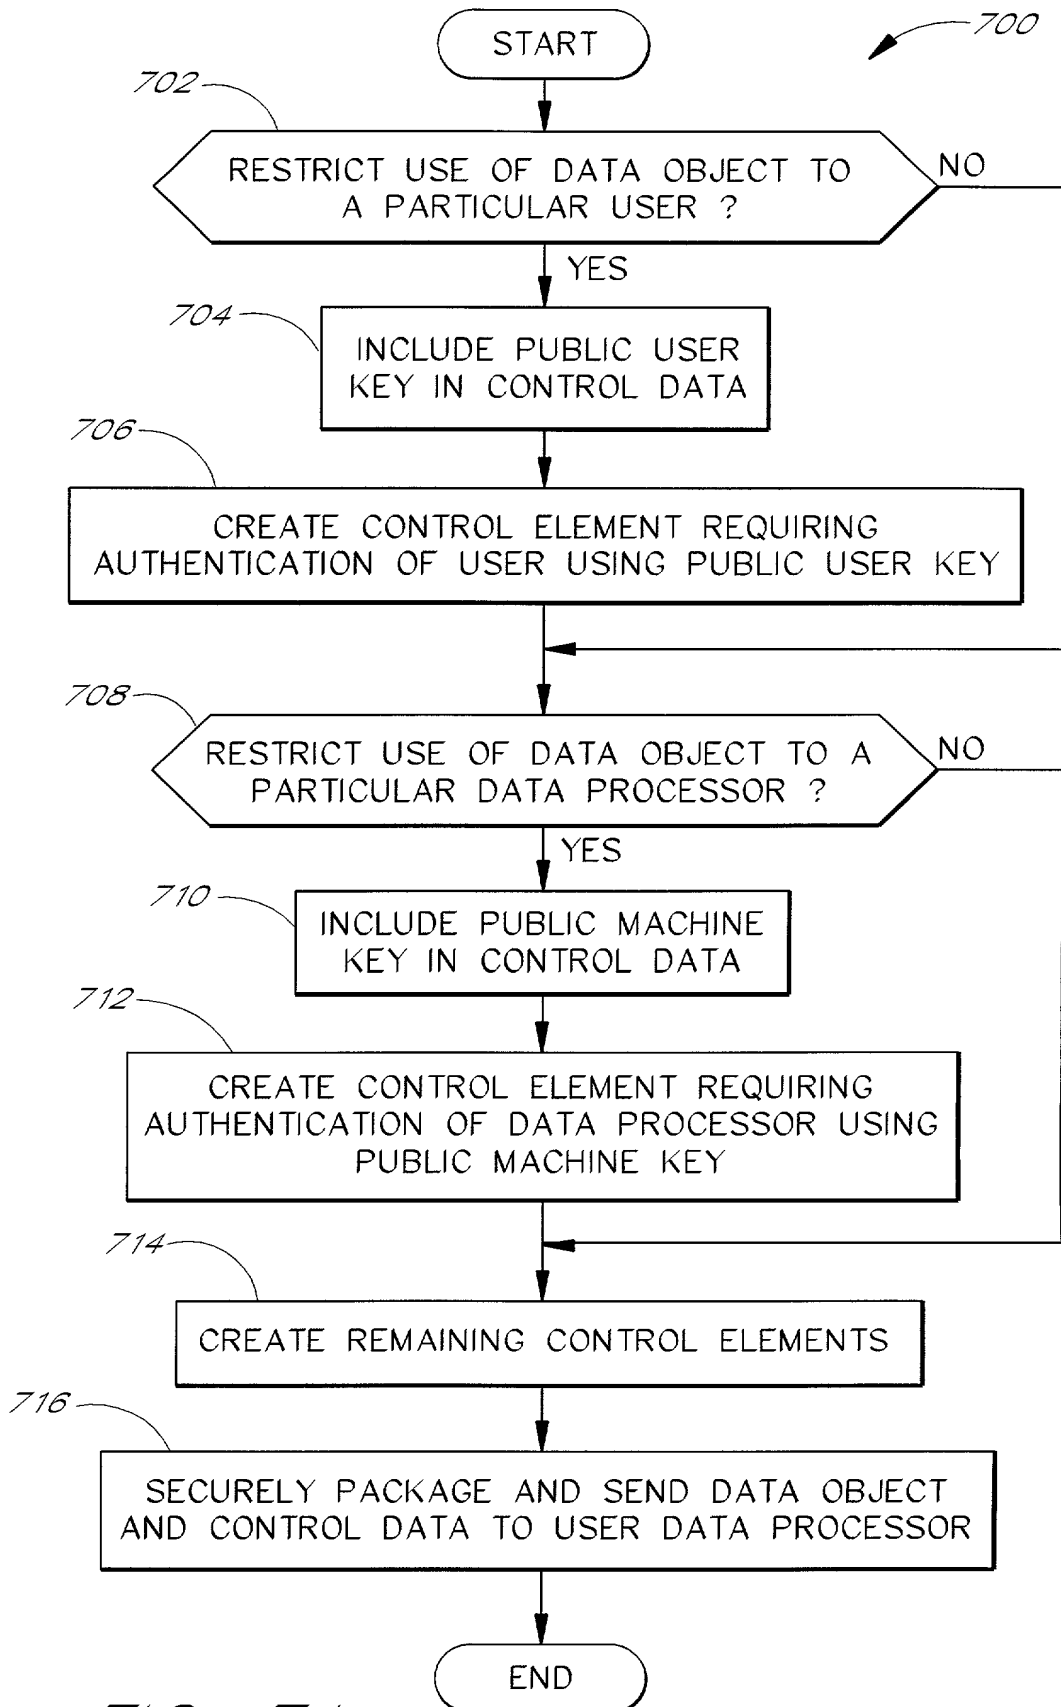 START
700
702
RESTRICT USE OF DATA OBJECT TO
A PARTICULAR USER ?
NO
YES
704
INCLUDE PUBLIC USER
KEY IN CONTROL DATA
706
CREATE CONTROL ELEMENT REQUIRING
AUTHENTICATION OF USER USING PUBLIC USER KEY
708
RESTRICT USE OF DATA OBJECT TO A
PARTICULAR DATA PROCESSOR ?
NO
YES
710
INCLUDE PUBLIC MACHINE
KEY IN CONTROL DATA
712
CREATE CONTROL ELEMENT REQUIRING
AUTHENTICATION OF DATA PROCESSOR USING
PUBLIC MACHINE KEY
714
CREATE REMAINING CONTROL ELEMENTS
716
SECURELY PACKAGE AND SEND DATA OBJECT
AND CONTROL DATA TO USER DATA PROCESSOR
END